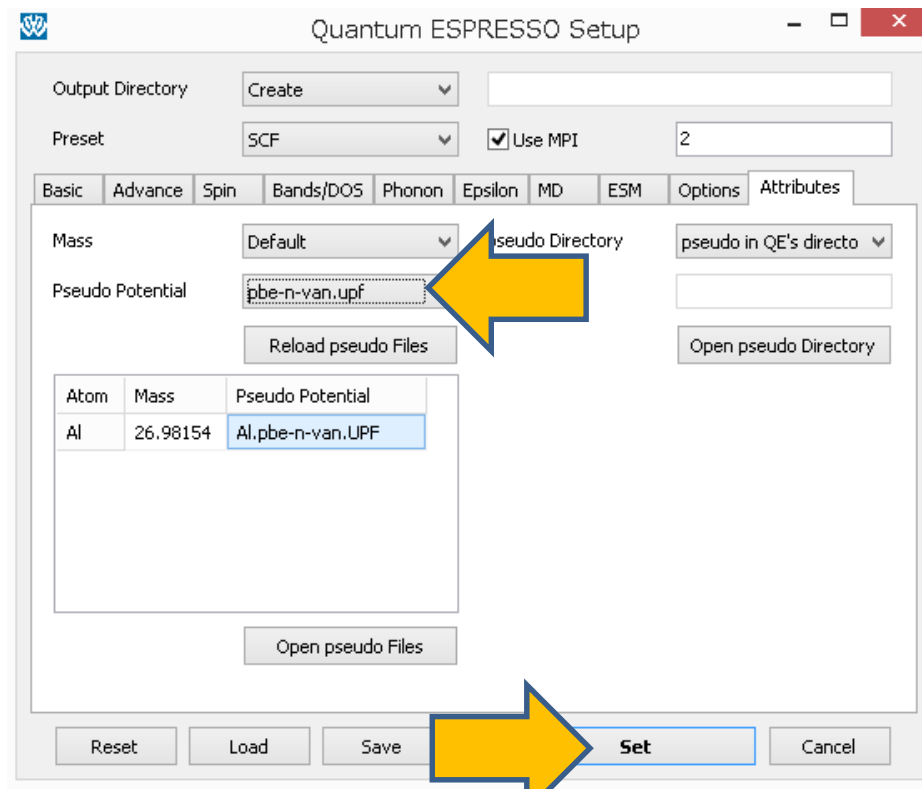 Quantum ESPRESSO Setup
Output Directory Create
Preset SCF Use MPI 2
Basic Advance Spin Bands/DOS Phonon Epsilon MD ESM Options Attributes
Mass Default pseudo Directory pseudo in QE's directo
Pseudo Potential pbe-n-van.upf
Reload pseudo Files Open pseudo Directory
Atom Mass Pseudo Potential
Al 26.98154 Al.pbe-n-van.UPF
Open pseudo Files
Reset Load Save Set Cancel